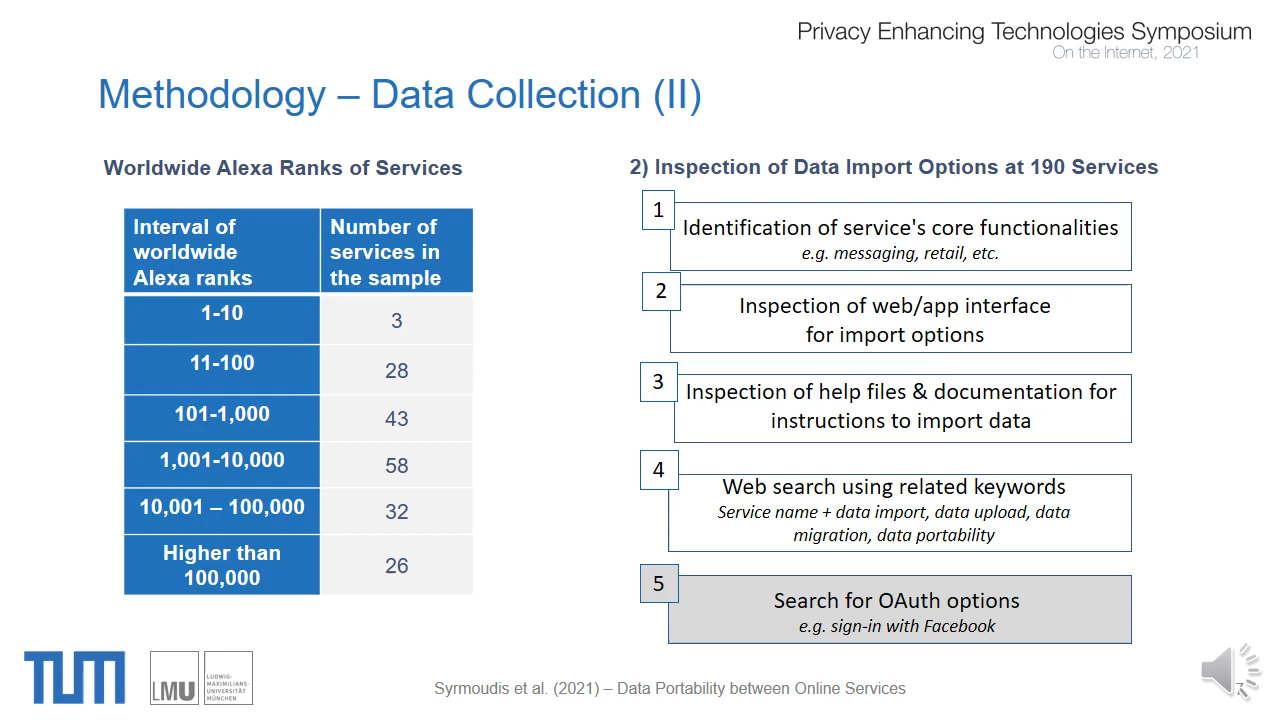 Privacy Enhancing Technologies Symposium
On the Internet, 2021
Methodology – Data Collection (II)
Worldwide Alexa Ranks of Services
Interval of
worldwide
Alexa ranks
Number of
services in
the sample
1-10
3
11-100
28
101-1,000
43
1,001-10,000
58
10,001 – 100,000
32
Higher than
100,000
26
2) Inspection of Data Import Options at 190 Services
1
Identification of service's core functionalities
e.g. messaging, retail, etc.
2
Inspection of web/app interface
for import options
3
Inspection of help files & documentation for
instructions to import data
4
Web search using related keywords
Service name + data import, data upload, data
migration, data portability
5
Search for OAuth options
e.g. sign-in with Facebook
TUM
LMU
LUDWIG-
MAXIMILIANS-
UNIVERSITÄT
MÜNCHEN
Syrmoudis et al. (2021) – Data Portability between Online Services